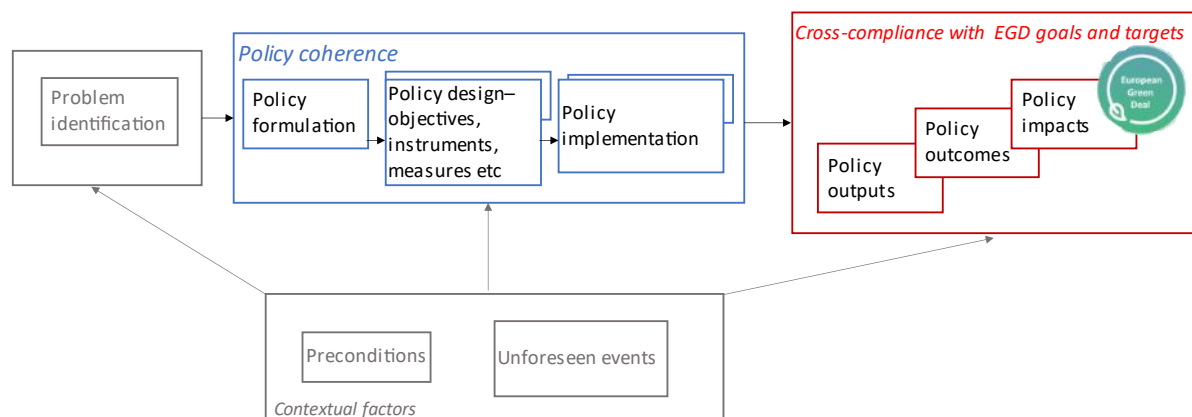 Problem
identification
Policy coherence
Policy
formulation
Policy design–
objectives,
instruments,
measures etc
Policy
implementation
Cross-compliance with EGD goals and targets
Policy
outputs
Policy
outcomes
Policy
impacts
European
Green
Deal
Preconditions
Unforeseen events
Contextual factors